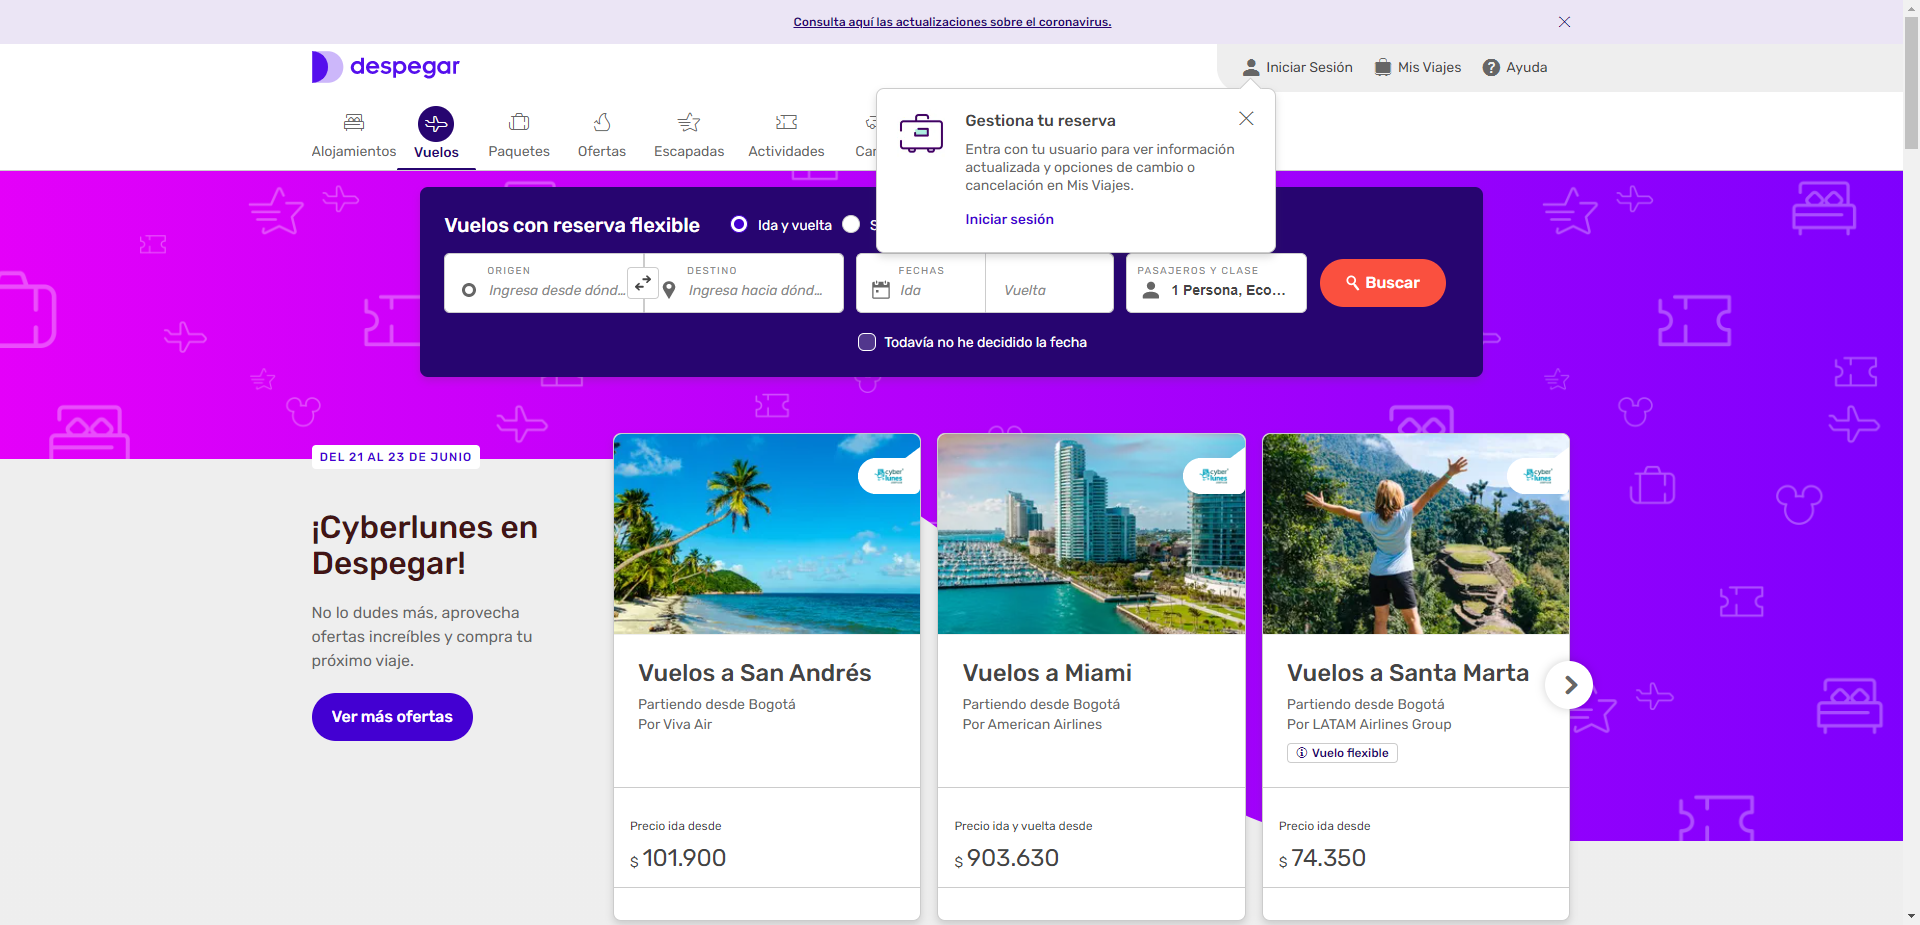 Consulta aquí las actualizaciones sobre el coronavirus.
despegar
Iniciar Sesión
Mis Viajes
Ayuda
Alojamientos
Vuelos
Paquetes
Ofertas
Escapadas
Actividades
Gestiona tu reserva
Entra con tu usuario para ver información
actualizada y opciones de cambio o
cancelación en Mis Viajes.
Iniciar sesión
Vuelos con reserva flexible
Ida y vuelta
ORIGEN
Ingresa desde dónd...
DESTINO
Ingresa hacia dónd...
FECHAS
Ida
Vuelta
PASAJEROS Y CLASE
1 Persona, Eco...
Buscar
Todavía no he decidido la fecha
DEL 21 AL 23 DE JUNIO
¡Cyberlunes en
Despegar!
No lo dudes más, aprovecha
ofertas increíbles y compra tu
próximo viaje.
Ver más ofertas
cyber
lunes
Vuelos a San Andrés
Partiendo desde Bogotá
Por Viva Air
Precio ida desde
$ 101.900
cyber
lunes
Vuelos a Miami
Partiendo desde Bogotá
Por American Airlines
Precio ida y vuelta desde
$ 903.630
cyber
lunes
Vuelos a Santa Marta
Partiendo desde Bogotá
Por LATAM Airlines Group
Vuelo flexible
Precio ida desde
$ 74.350